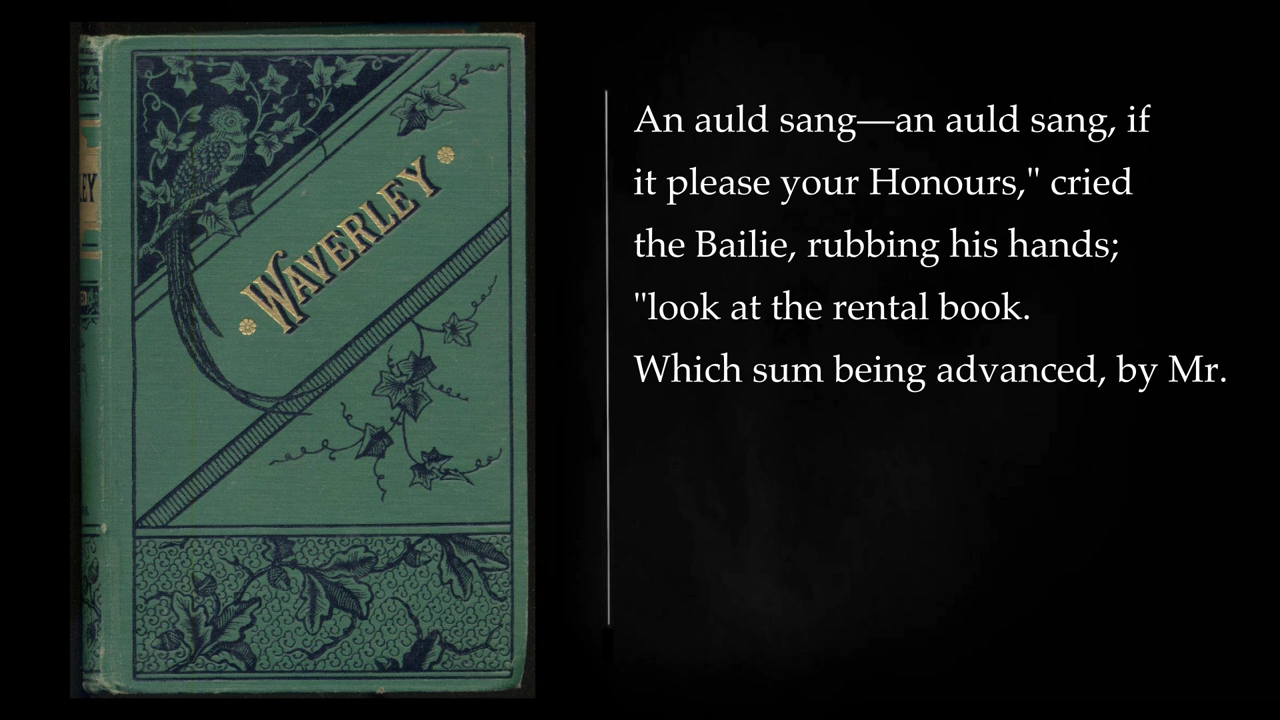 WAVERLEY
An auld sang—an auld sang, if
it please your Honours," cried
the Bailie, rubbing his hands;
"look at the rental book.
Which sum being advanced, by Mr.